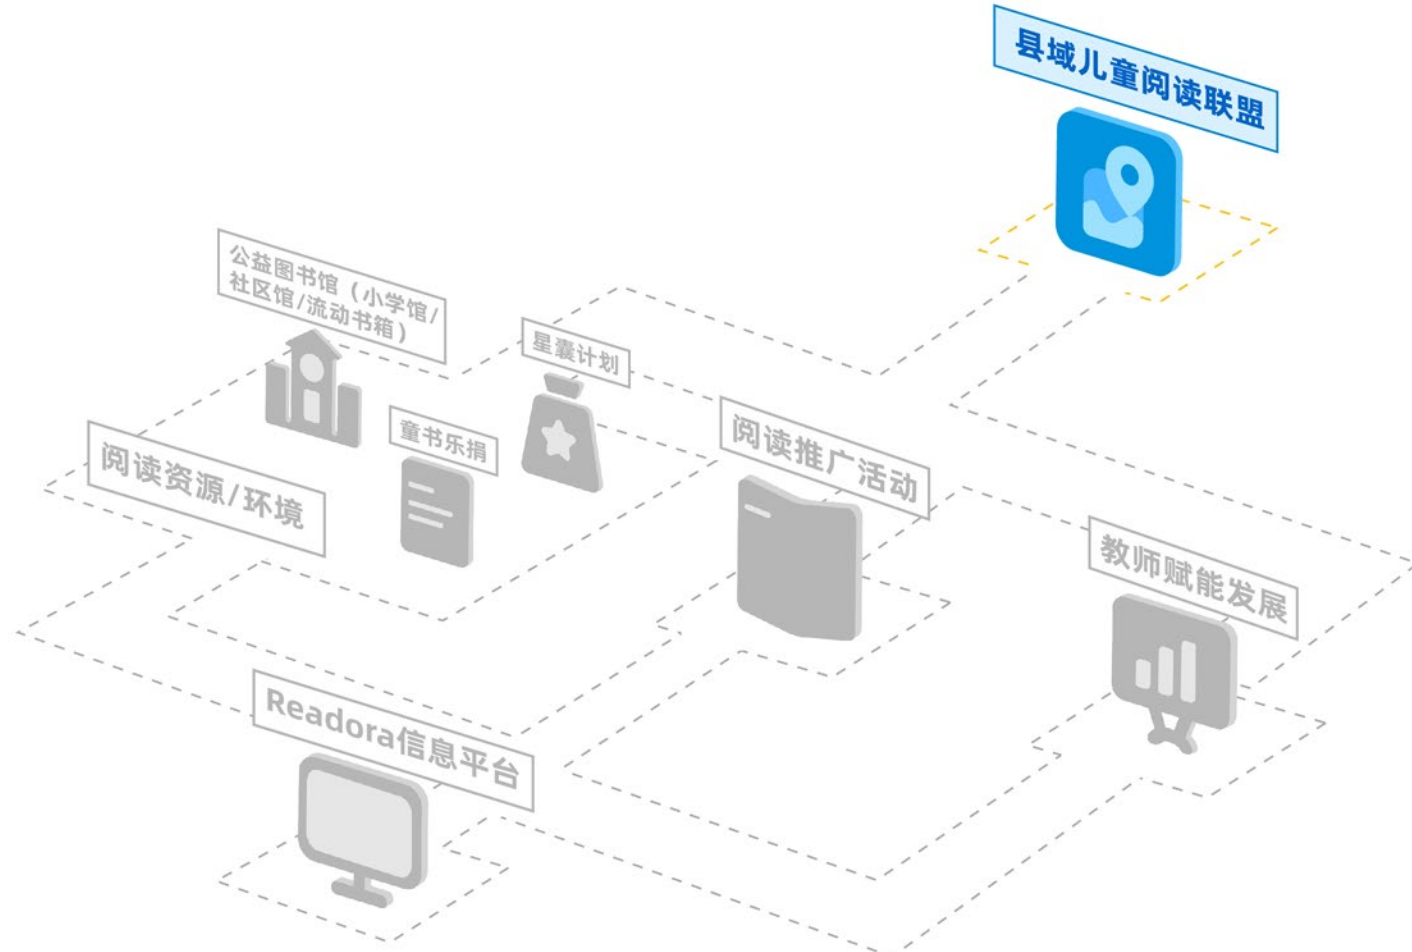 县域儿童阅读联盟
公益图书馆（小学馆/
社区馆/流动书箱）
星囊计划
童书乐捐
阅读推广活动
阅读资源/环境
教师赋能发展
Readora信息平台